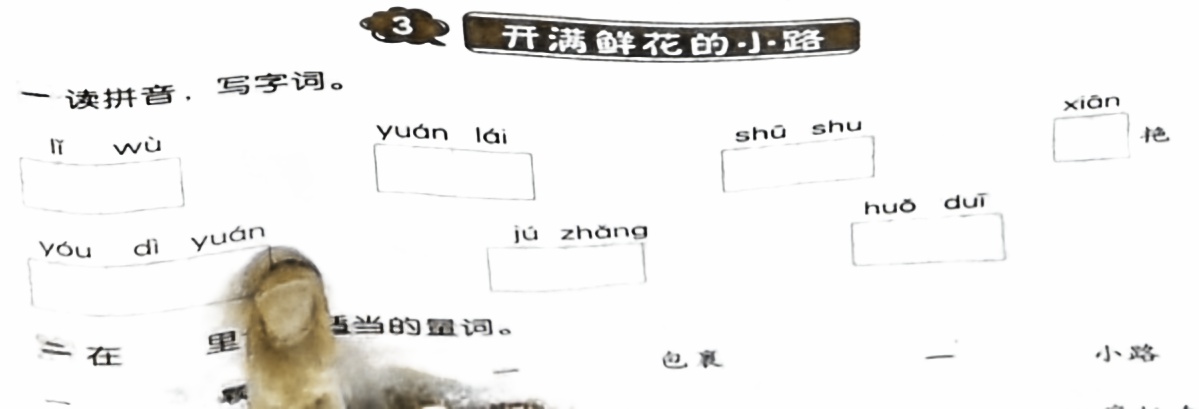 3 开满鲜花的小路
一 读拼音，写字词。
lǐ wù yuán lái shū shu xiān 艳
yóu dì yuán jú zhǎng huǒ duī
二 在 里 适当的量词。
一 包裹 一 小路
一 颗